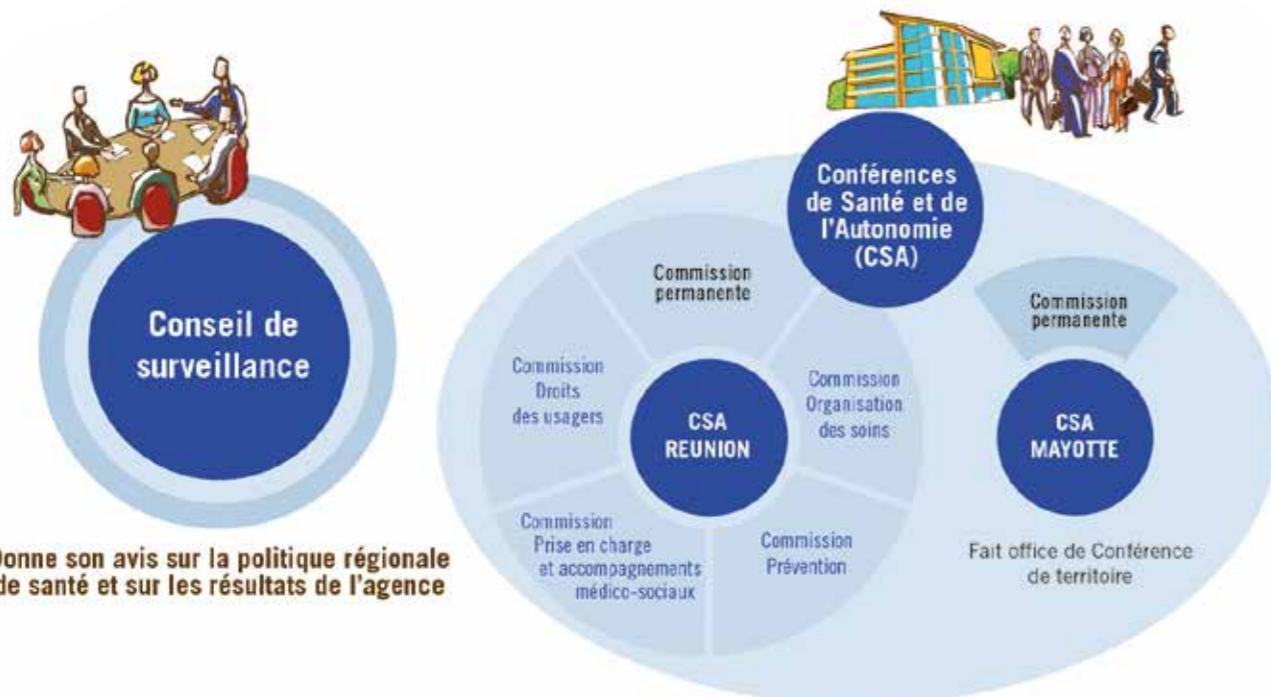 Conseil de
surveillance
Donne son avis sur la politique régionale
de santé et sur les résultats de l'agence
Conférences
de Santé et de
l'Autonomie
(CSA)
Commission
permanente
Commission
Droits
des usagers
Commission
Organisation
des soins
CSA
REUNION
Commission
Prise en charge
et accompagnements
médico-sociaux
Commission
Prévention
Commission
permanente
CSA
MAYOTTE
Fait office de Conférence
de territoire